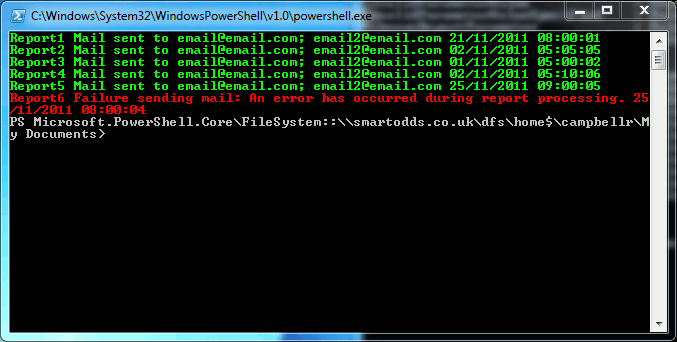 C:\Windows\System32\WindowsPowerShell\v1.0\powershell.exe
Report1 Mail sent to email@email.com; email2@email.com 21/11/2011 08:00:01
Report2 Mail sent to email@email.com; email2@email.com 02/11/2011 05:05:05
Report3 Mail sent to email@email.com; email2@email.com 01/11/2011 05:00:02
Report4 Mail sent to email@email.com; email2@email.com 02/11/2011 05:10:06
Report5 Mail sent to email@email.com; email2@email.com 25/11/2011 09:00:05
Report6 Failure sending mail: An error has occurred during report processing. 25
/11/2011 08:00:04
PS Microsoft.PowerShell.Core\FileSystem::\\smartodds.co.uk\dfs\home$\campbellr\M
y Documents>